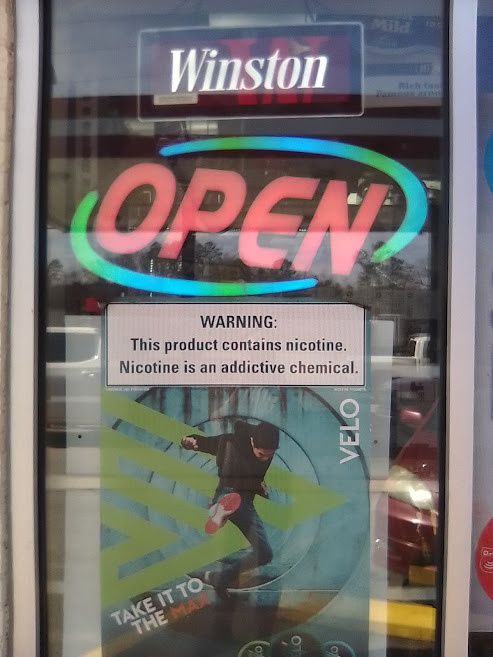 Winston
OPEN
WARNING:
This product contains nicotine.
Nicotine is an addictive chemical.
VELO
TAKE IT TO
THE MAX